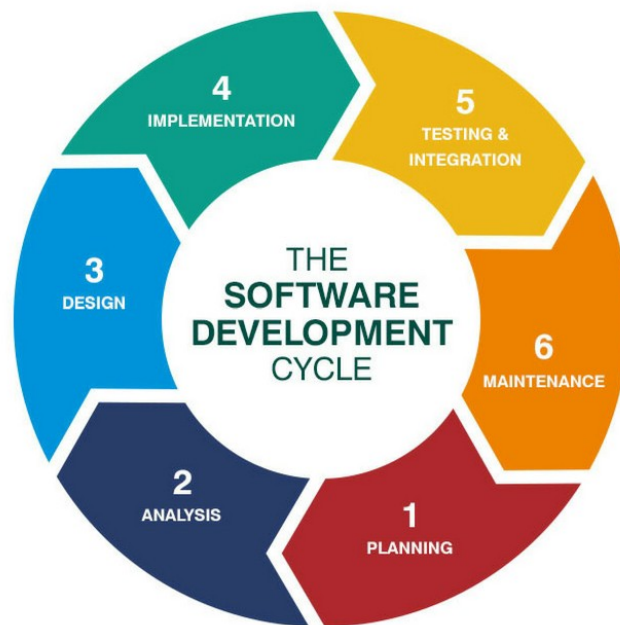 THE
SOFTWARE
DEVELOPMENT
CYCLE
1
PLANNING
2
ANALYSIS
3
DESIGN
4
IMPLEMENTATION
5
TESTING &
INTEGRATION
6
MAINTENANCE